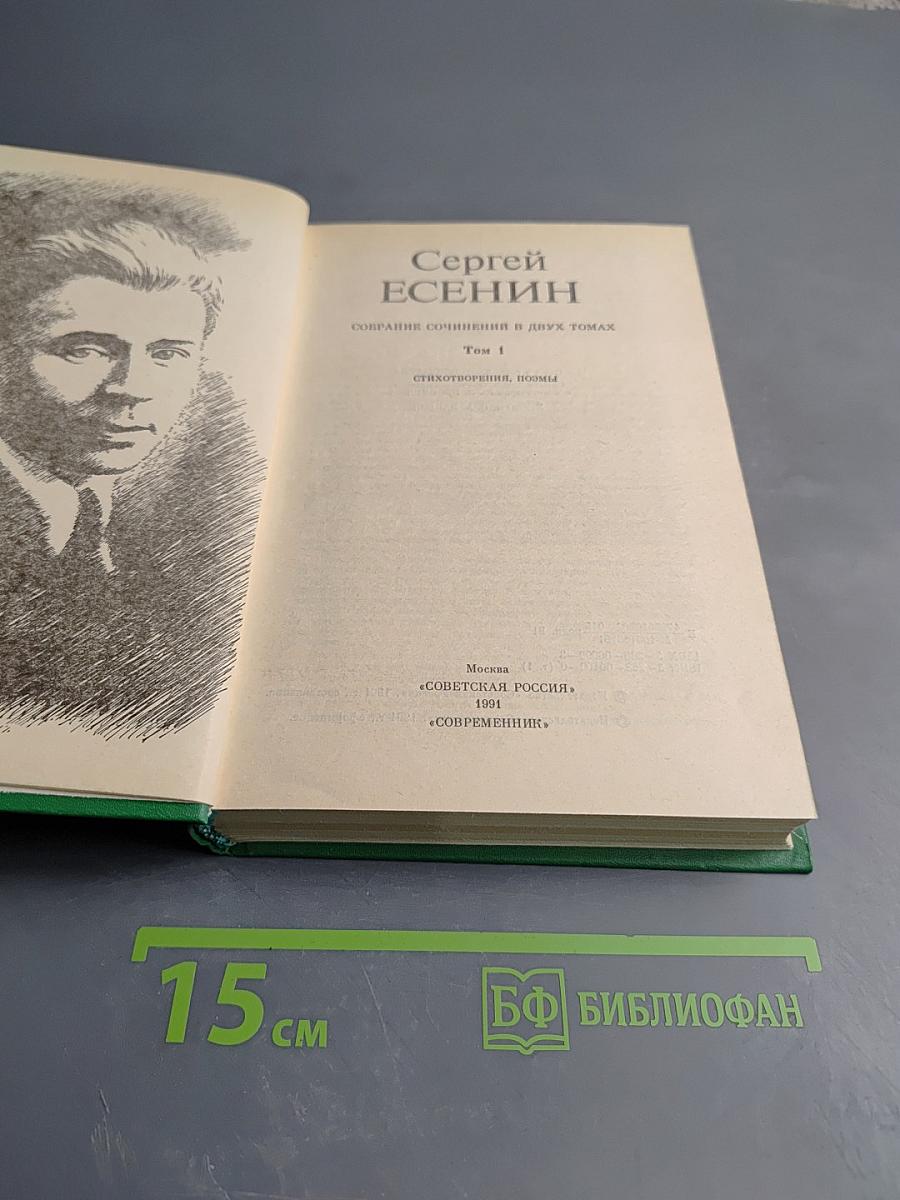 Сергей
ЕСЕНИН
СОБРАНИЕ СОЧИНЕНИЙ В ДВУХ ТОМАХ
Том 1
СТИХОТВОРЕНИЯ, ПОЭМЫ
Москва
«СОВЕТСКАЯ РОССИЯ»
1991
«СОВРЕМЕННИК»
15 см
БФ БИБЛИОФАН